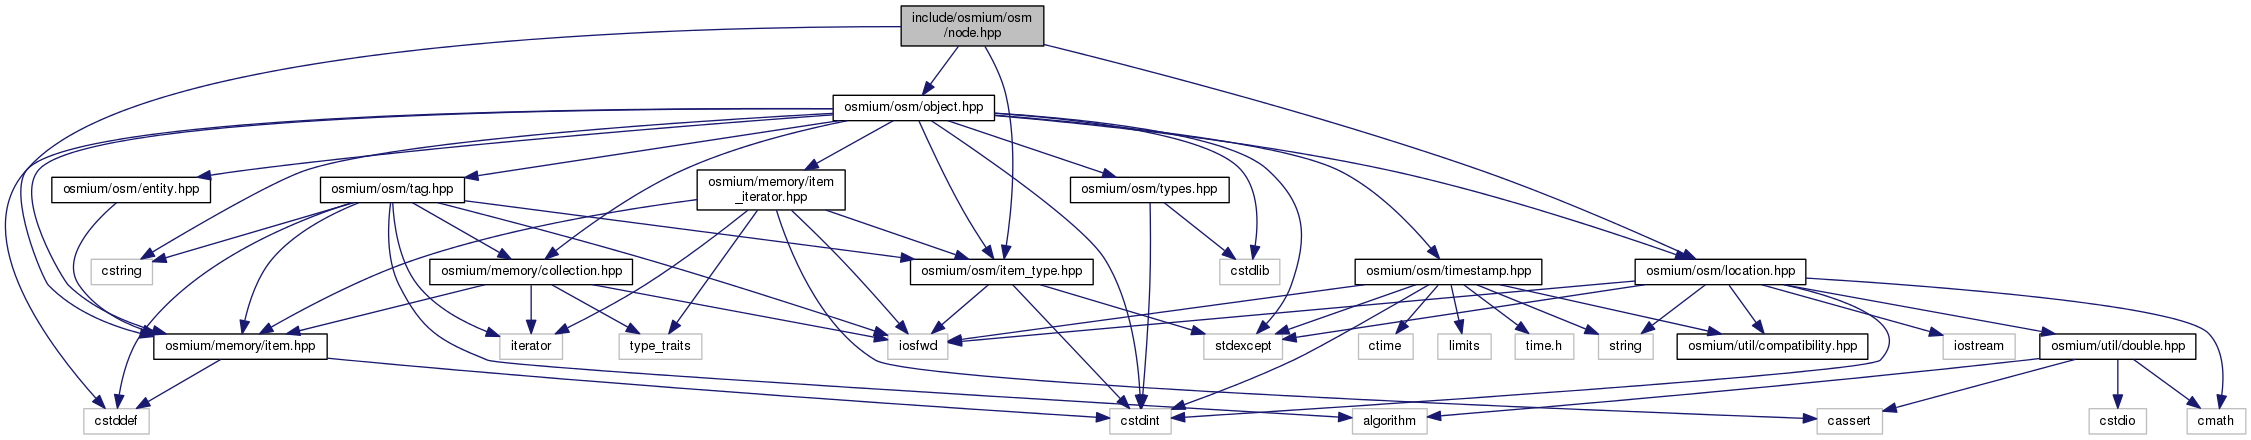 include/osmium/osm
/node.hpp
osmium/osm/object.hpp
osmium/osm/entity.hpp
osmium/osm/tag.hpp
osmium/memory/item
_iterator.hpp
osmium/osm/types.hpp
cstring
osmium/memory/collection.hpp
osmium/osm/item_type.hpp
cstdlib
osmium/osm/timestamp.hpp
osmium/osm/location.hpp
osmium/memory/item.hpp
iterator
type_traits
iosfwd
stdexcept
ctime
limits
time.h
string
osmium/util/compatibility.hpp
iostream
osmium/util/double.hpp
cstddef
cstdint
algorithm
cassert
cstdio
cmath